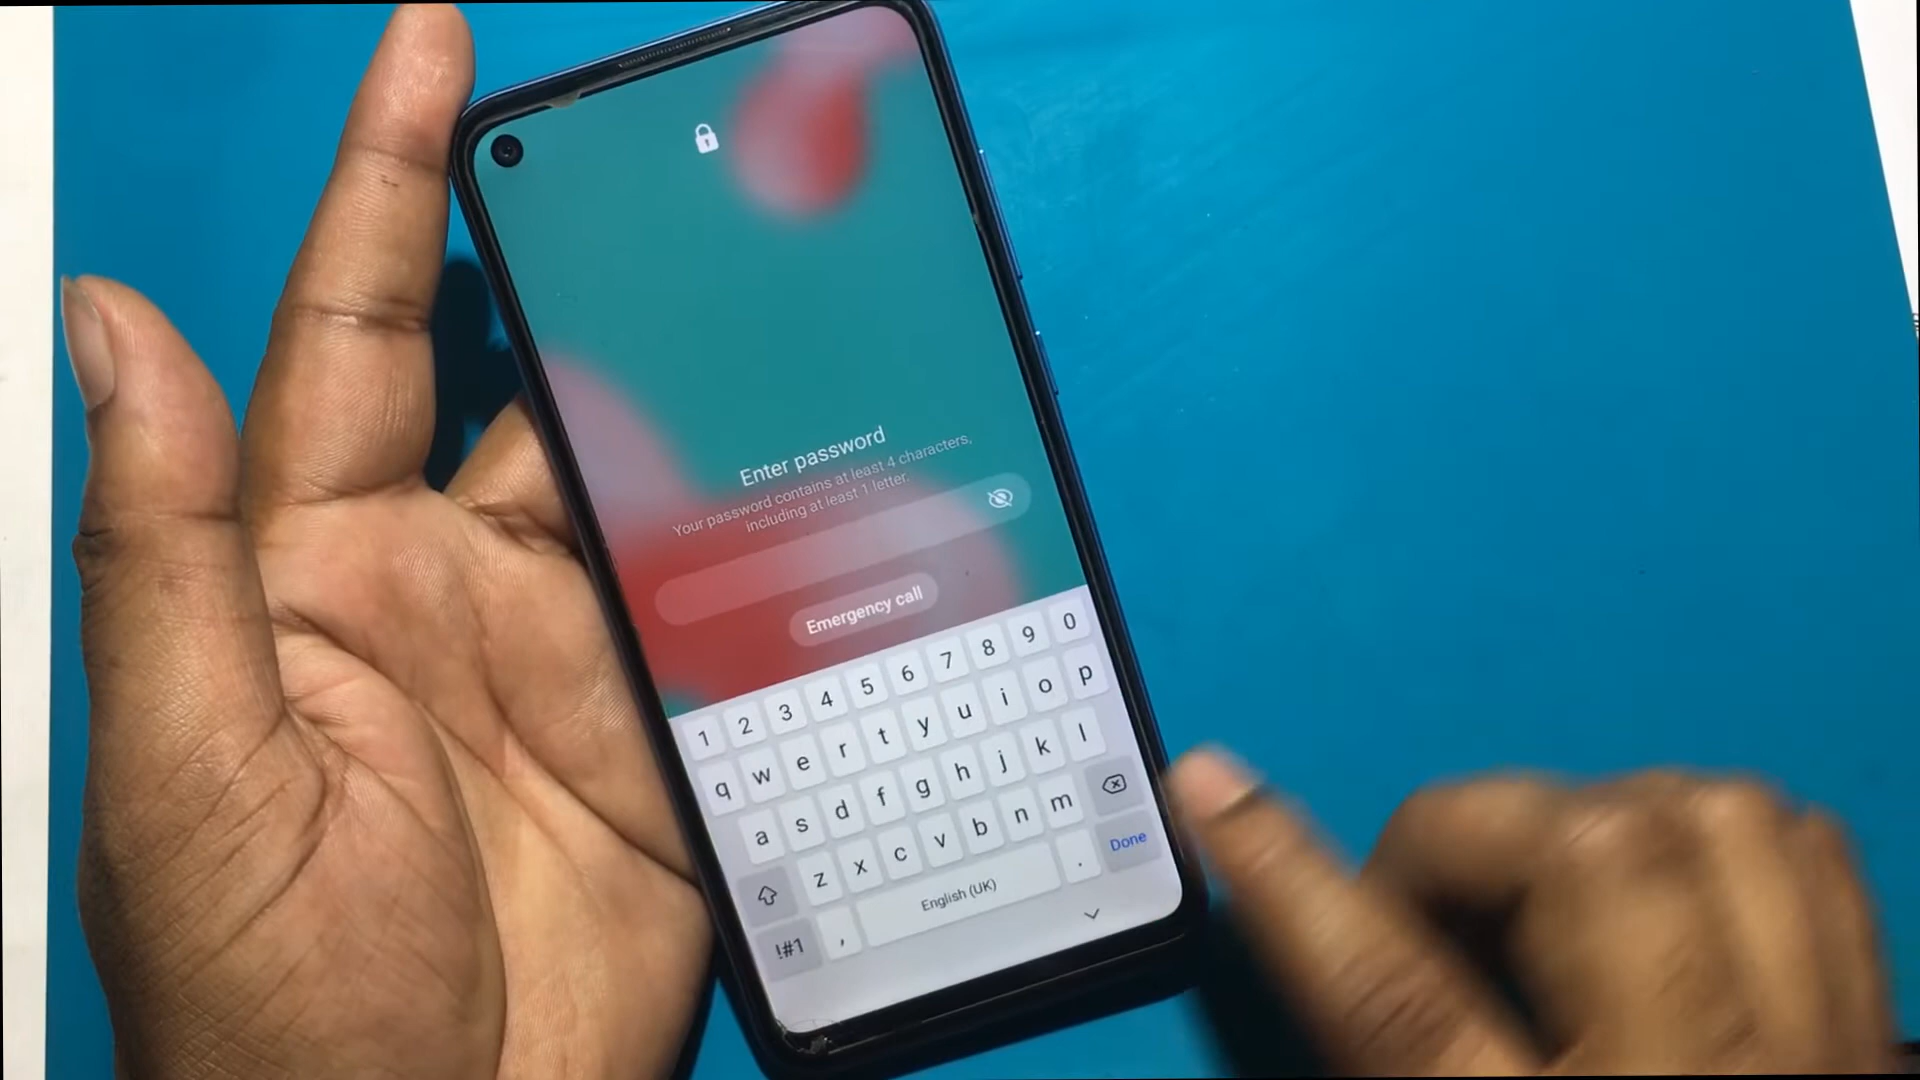 Enter password
Your password contains at least 4 characters,
including at least 1 letter.
Emergency call
1 2 3 4 5 6 7 8 9 0
q w e r t y u i o p
a s d f g h j k l
z x c v b n m
!#1 , English (UK) . Done